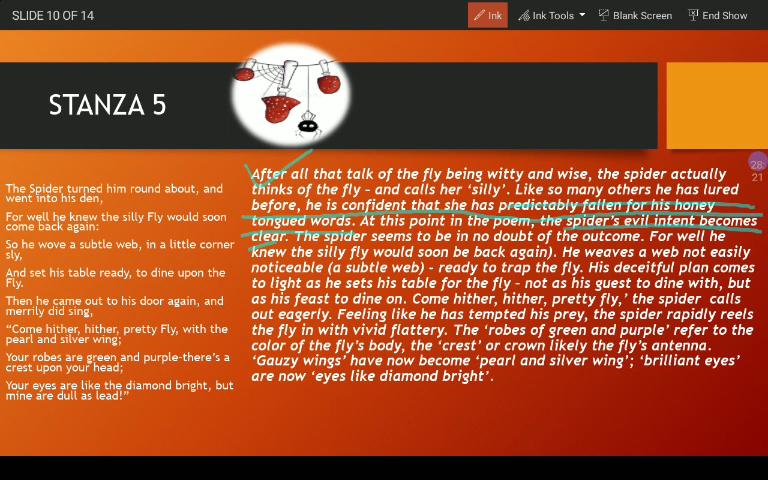 SLIDE 10 OF 14
Ink
Ink Tools
Blank Screen
End Show
STANZA 5
28:
21
The Spider turned him round about, and
went into his den,
For well he knew the silly Fly would soon
come back again:
So he wove a subtle web, in a little corner
sly,
And set his table ready, to dine upon the
Fly.
Then he came out to his door again, and
merrily did sing,
“Come hither, hither, pretty Fly, with the
pearl and silver wing;
Your robes are green and purple–there’s a
crest upon your head;
Your eyes are like the diamond bright, but
mine are dull as lead!”
After all that talk of the fly being witty and wise, the spider actually
thinks of the fly – and calls her ‘silly’. Like so many others he has lured
before, he is confident that she has predictably fallen for his honey
tongued words. At this point in the poem, the spider’s evil intent becomes
clear. The spider seems to be in no doubt of the outcome. For well he
knew the silly fly would soon be back again). He weaves a web not easily
noticeable (a subtle web) – ready to trap the fly. His deceitful plan comes
to light as he sets his table for the fly – not as his guest to dine with, but
as his feast to dine on. Come hither, hither, pretty fly,’ the spider calls
out eagerly. Feeling like he has tempted his prey, the spider rapidly reels
the fly in with vivid flattery. The ‘robes of green and purple’ refer to the
color of the fly’s body, the ‘crest’ or crown likely the fly’s antenna.
‘Gauzy wings’ have now become ‘pearl and silver wing’; ‘brilliant eyes’
are now ‘eyes like diamond bright’.